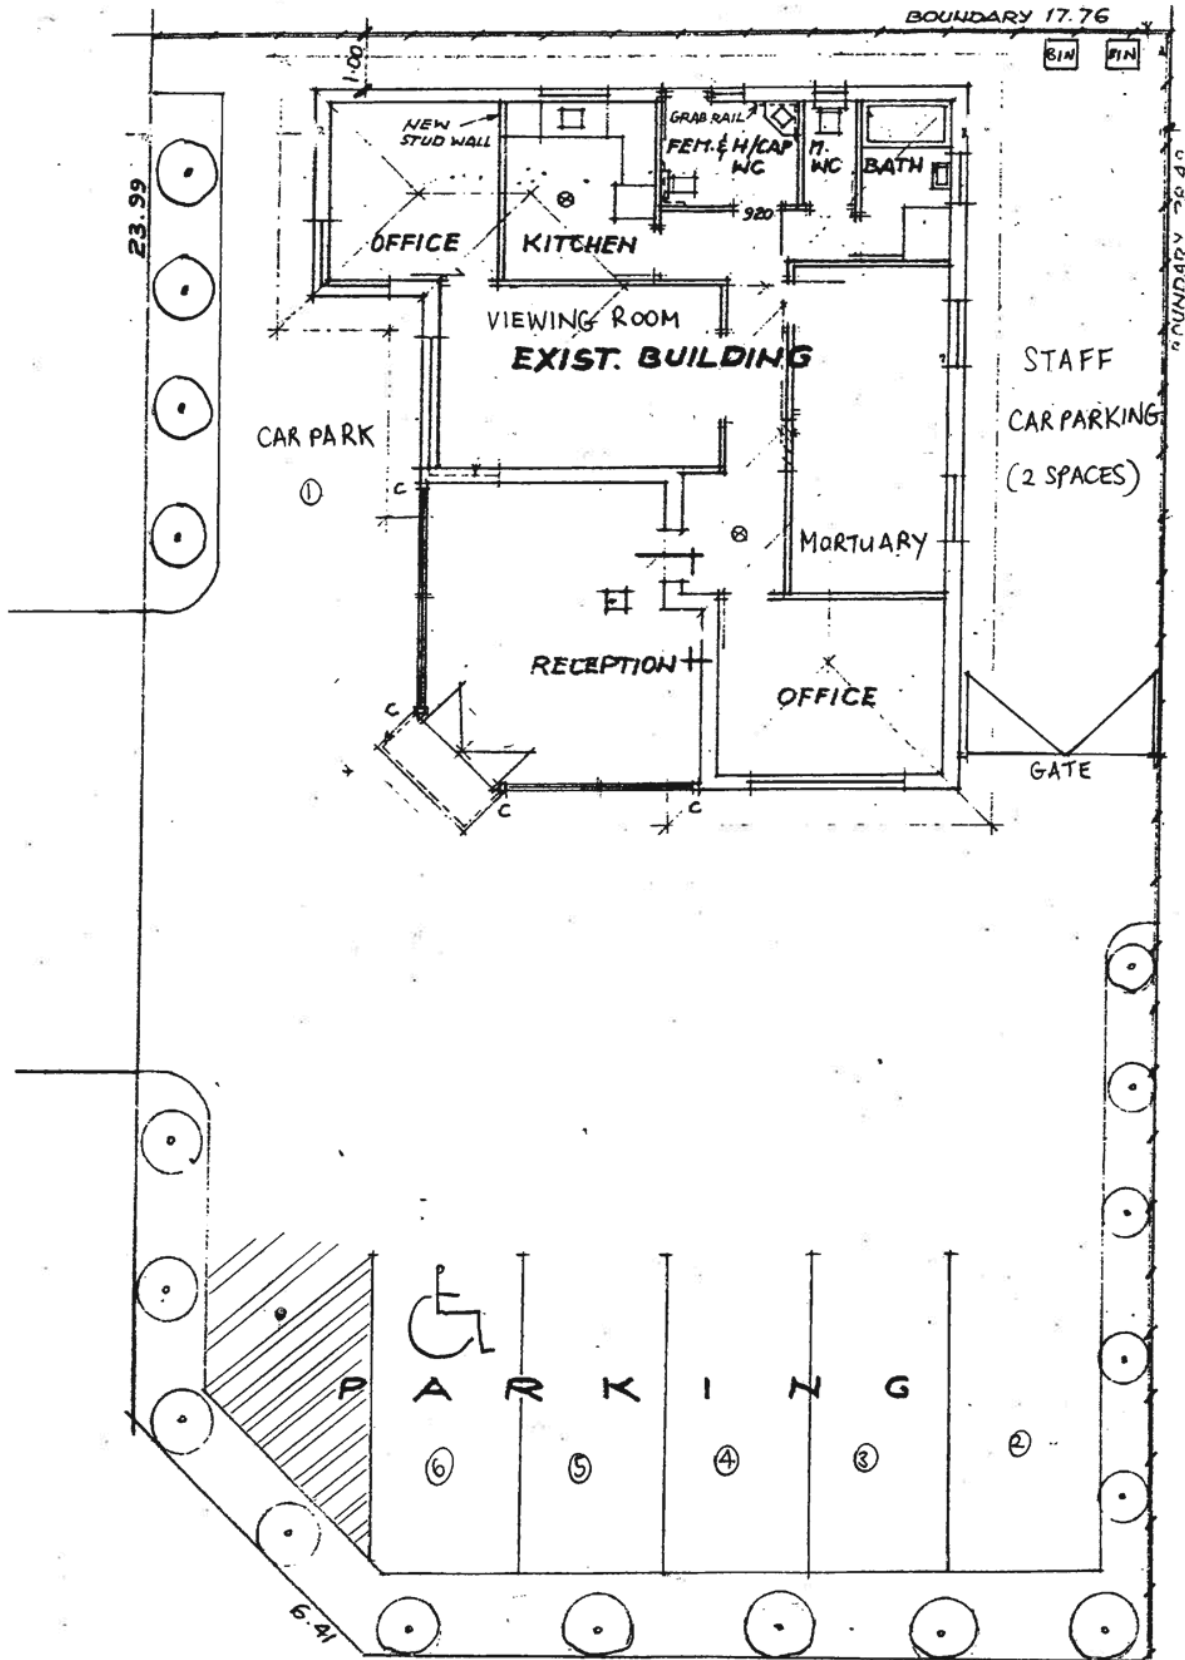 BOUNDARY 17.76
BIN
BIN
1.00
NEW
STUD WALL
GRAB RAIL
FEM. & H/CAP
WC
M.
WC
BATH
23.99
920
OFFICE
KITCHEN
VIEWING ROOM
EXIST. BUILDING
BOUNDARY
STAFF
CAR PARKING
(2 SPACES)
CAR PARK
①
C
MORTUARY
RECEPTION
OFFICE
C
GATE
C
C
PARKING
⑥
⑤
④
③
②
6.41